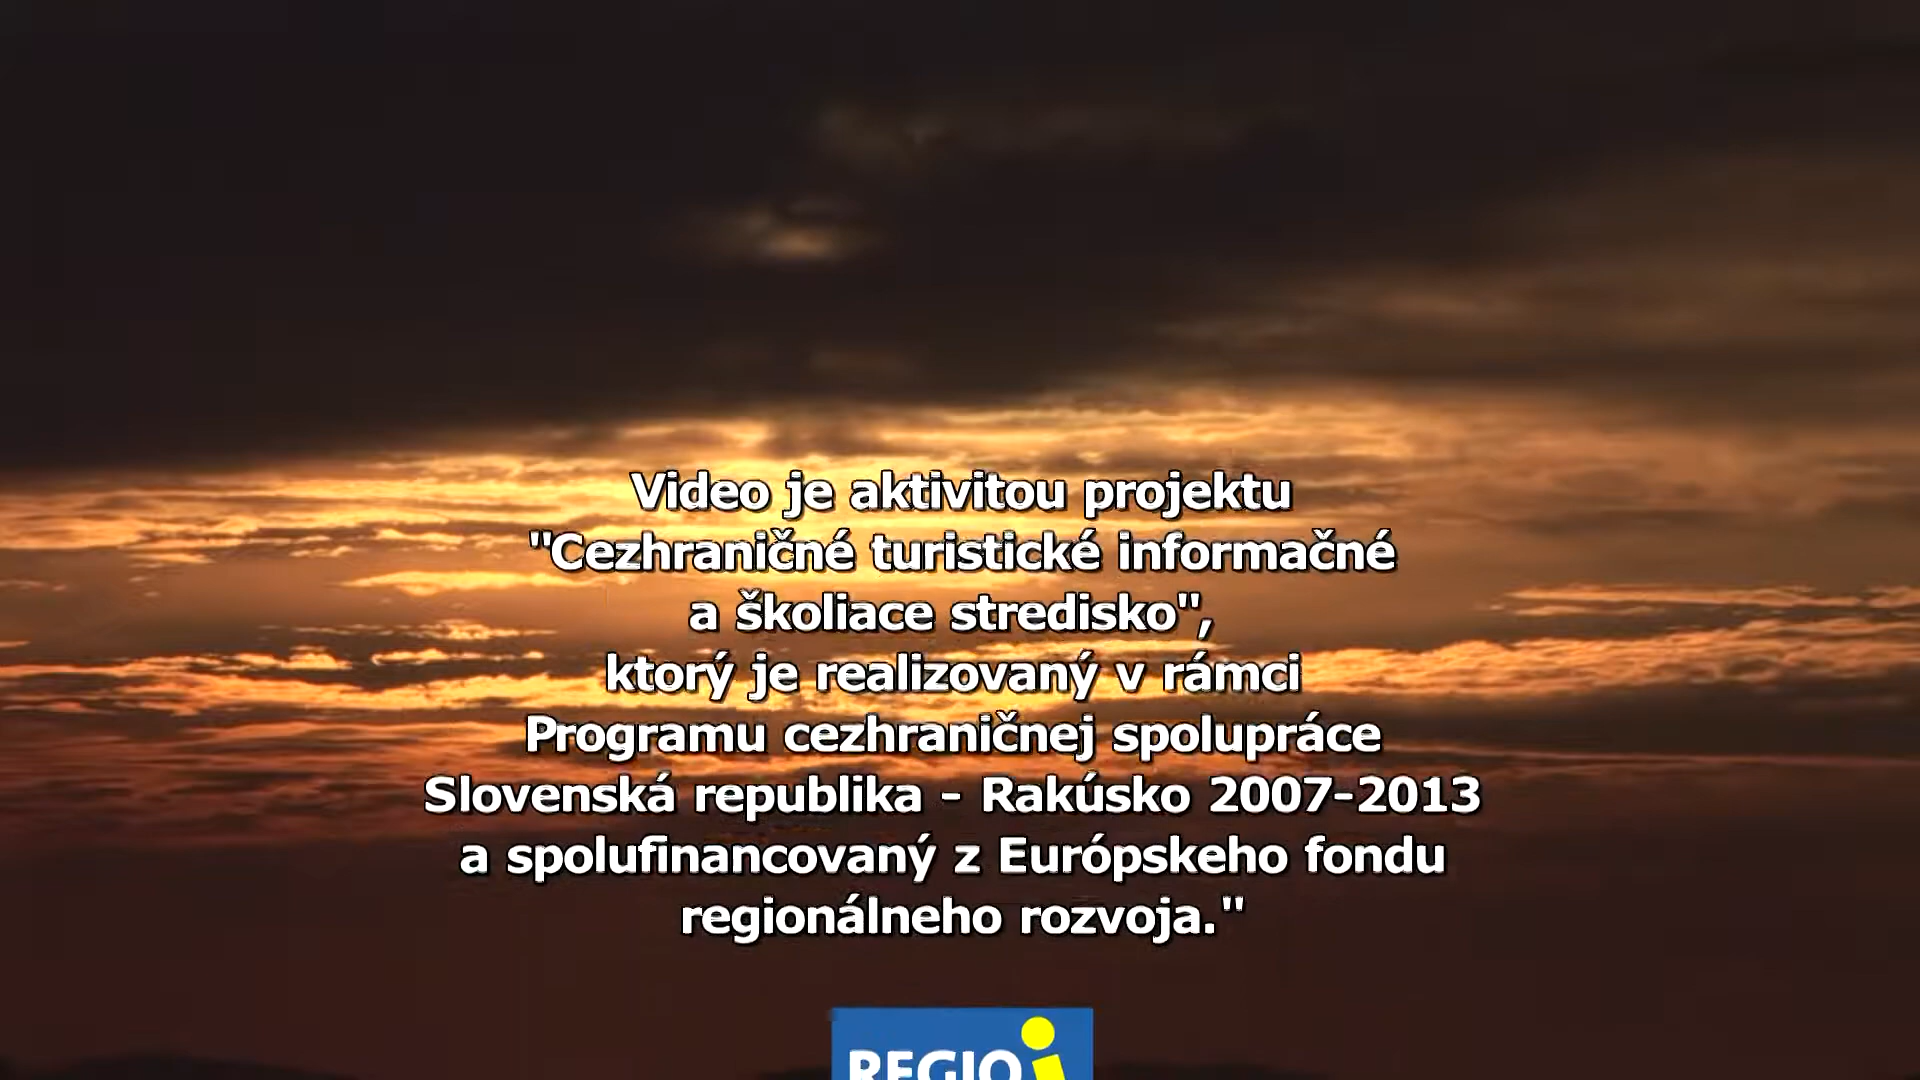 Video je aktivitou projektu
"Cezhraničné turistické informačné
a školiace stredisko",
ktorý je realizovaný v rámci
Programu cezhraničnej spolupráce
Slovenská republika - Rakúsko 2007-2013
a spolufinancovaný z Európskeho fondu
regionálneho rozvoja."
REGIO i